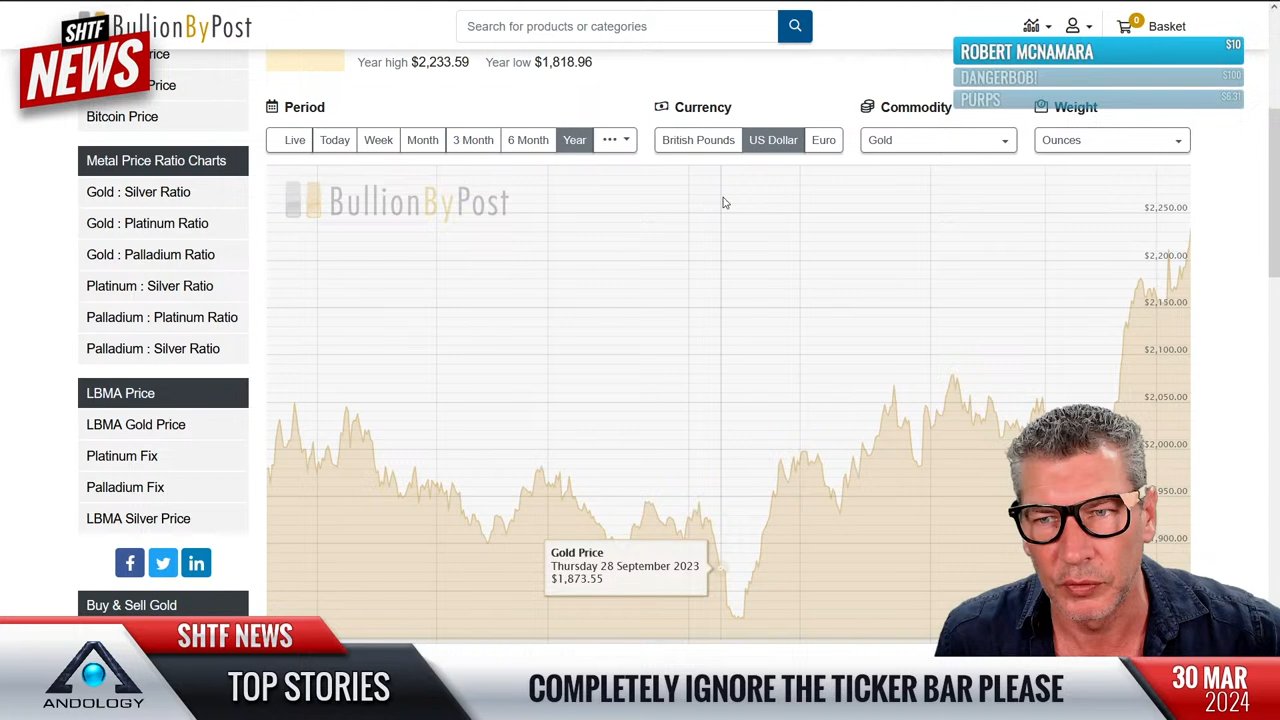 SHTF
NEWS
BullionByPost
Search for products or categories
0
Basket
ROBERT MCNAMARA $10
DANGERBOB! $100
PURPS $6.31
Price
Price
Bitcoin Price
Metal Price Ratio Charts
Gold : Silver Ratio
Gold : Platinum Ratio
Gold : Palladium Ratio
Platinum : Silver Ratio
Palladium : Platinum Ratio
Palladium : Silver Ratio
LBMA Price
LBMA Gold Price
Platinum Fix
Palladium Fix
LBMA Silver Price
Buy & Sell Gold
Year high $2,233.59 Year low $1,818.96
Period
Live Today Week Month 3 Month 6 Month Year •••
Currency
British Pounds US Dollar Euro
Commodity
Gold
Weight
Ounces
BullionByPost
$2,250.00
$2,200.00
$2,150.00
$2,100.00
$2,050.00
$2,000.00
$1,950.00
,900.00
Gold Price
Thursday 28 September 2023
$1,873.55
SHTF NEWS
ANDOLOGY
TOP STORIES
COMPLETELY IGNORE THE TICKER BAR PLEASE
30 MAR
2024